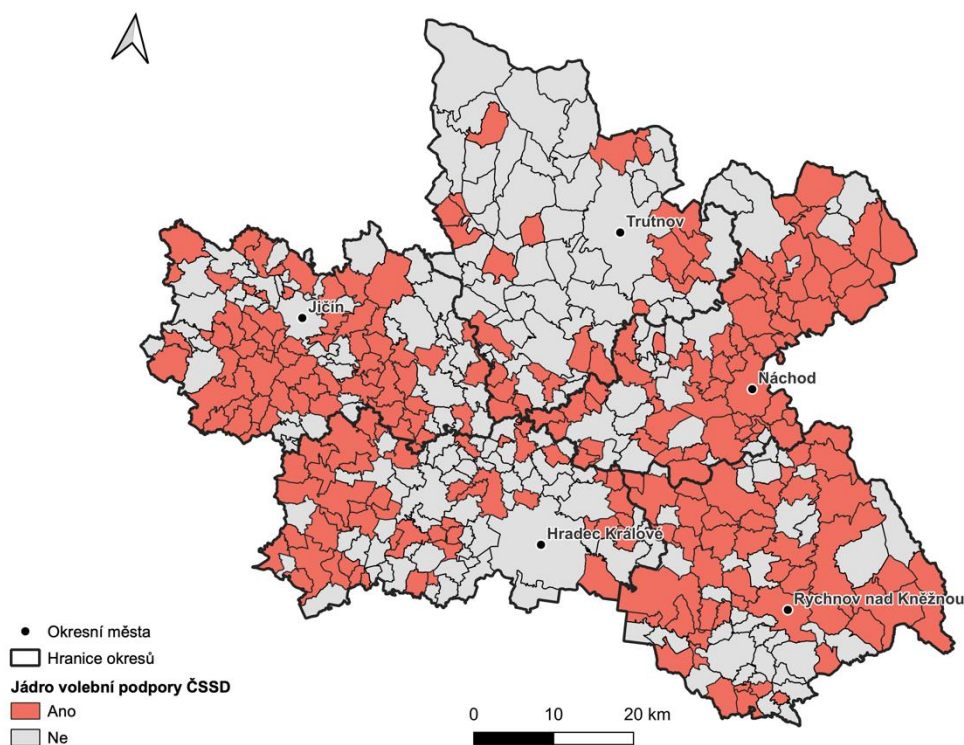 Trutnov
Jičín
Náchod
Hradec Králové
Rychnov nad Kněžnou
Okresní města
Hranice okresů
Jádro volební podpory ČSSD
Ano
Ne
0 10 20 km